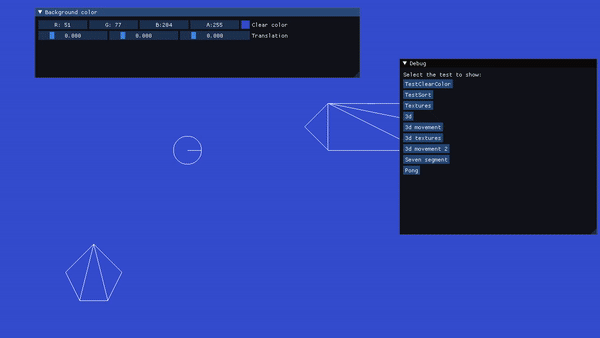 ▼ Background color
R: 51 G: 77 B:204 A:255 Clear color
0.000 0.000 0.000 Translation
▼ Debug
Select the test to show:
TestClearColor
TestSort
Textures
3d
3d movement
3d textures
3d movement 2
Seven segment
Pong